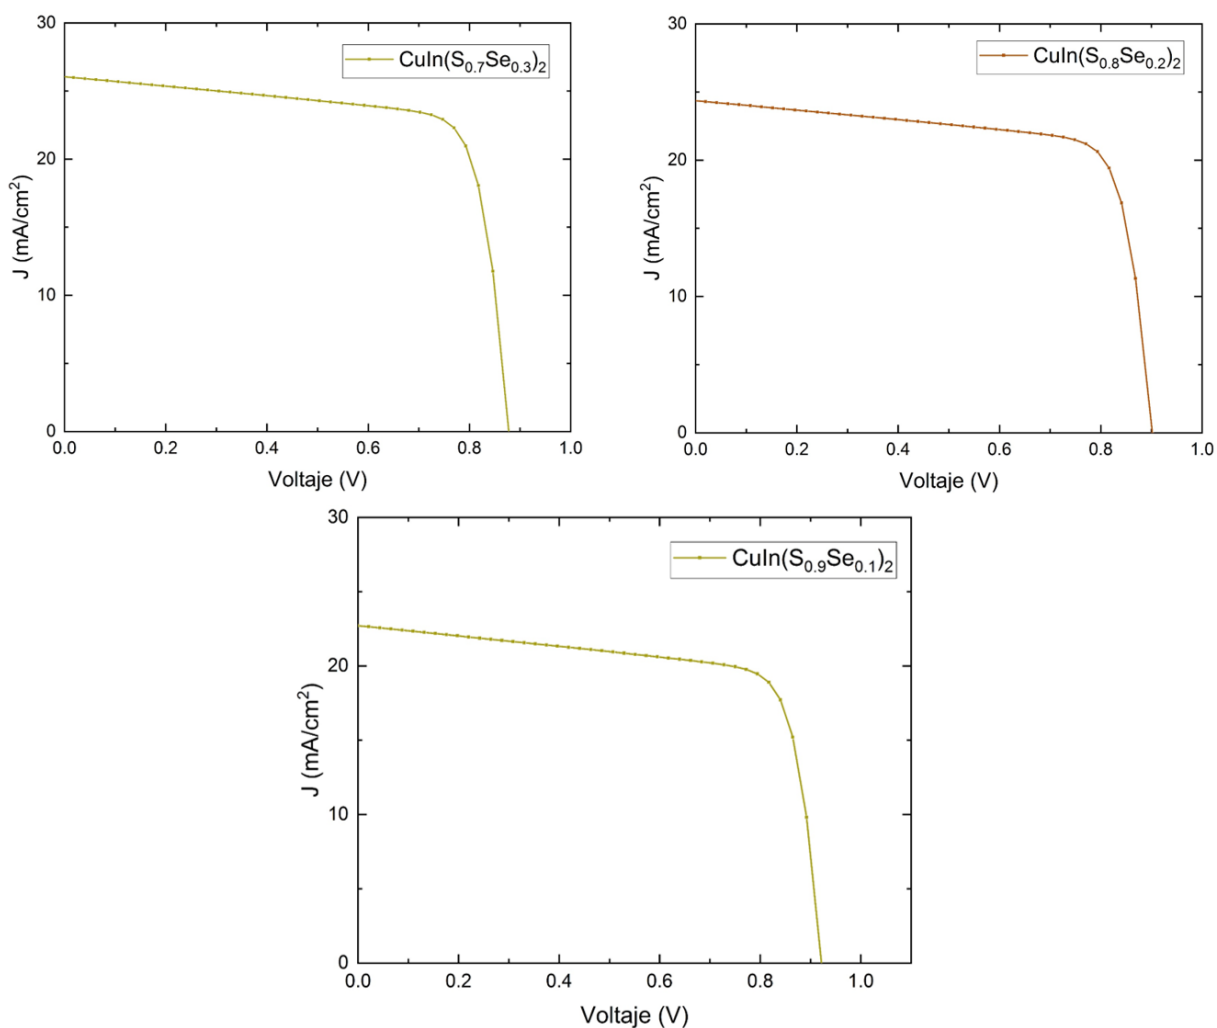 30
20
10
0
J (mA/cm²)
CuIn(S₀.₇Se₀.₃)₂
0.0 0.2 0.4 0.6 0.8 1.0
Voltaje (V)
30
20
10
0
J (mA/cm²)
CuIn(S₀.₈Se₀.₂)₂
0.0 0.2 0.4 0.6 0.8 1.0
Voltaje (V)
30
20
10
0
J (mA/cm²)
CuIn(S₀.₉Se₀.₁)₂
0.0 0.2 0.4 0.6 0.8 1.0
Voltaje (V)